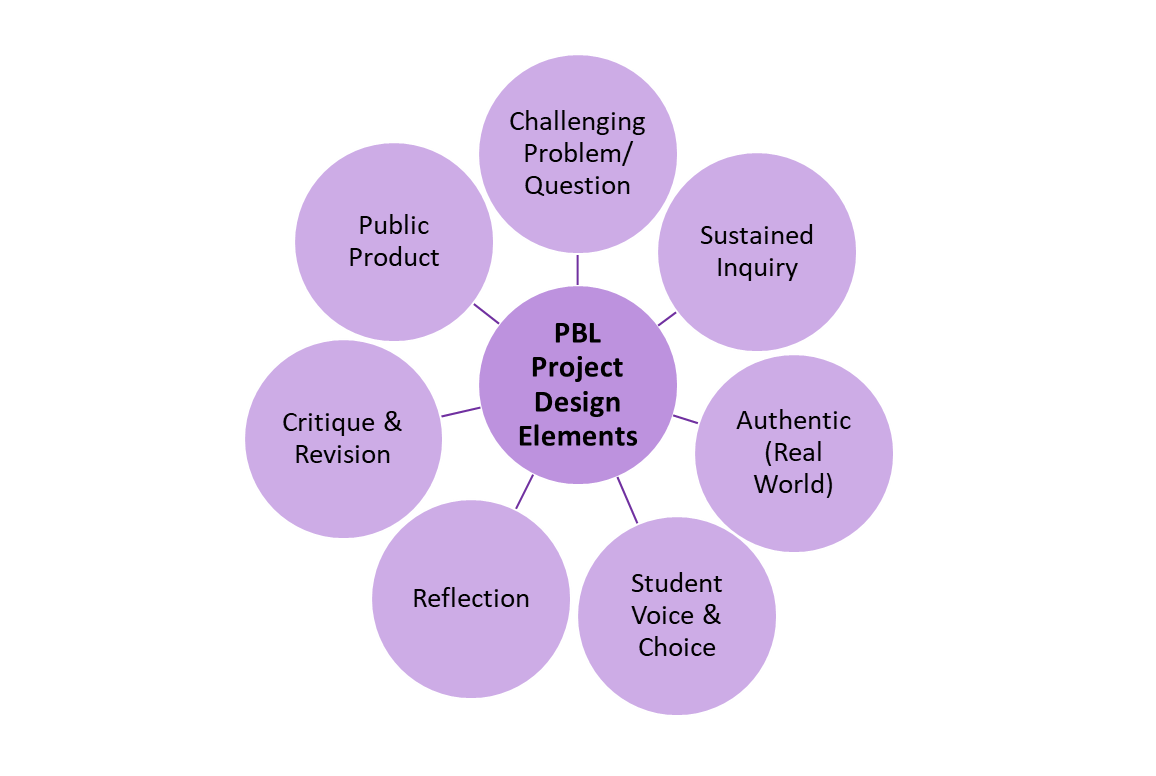 Challenging
Problem/
Question
Sustained
Inquiry
Authentic
(Real
World)
Student
Voice &
Choice
Reflection
Critique &
Revision
Public
Product
PBL
Project
Design
Elements